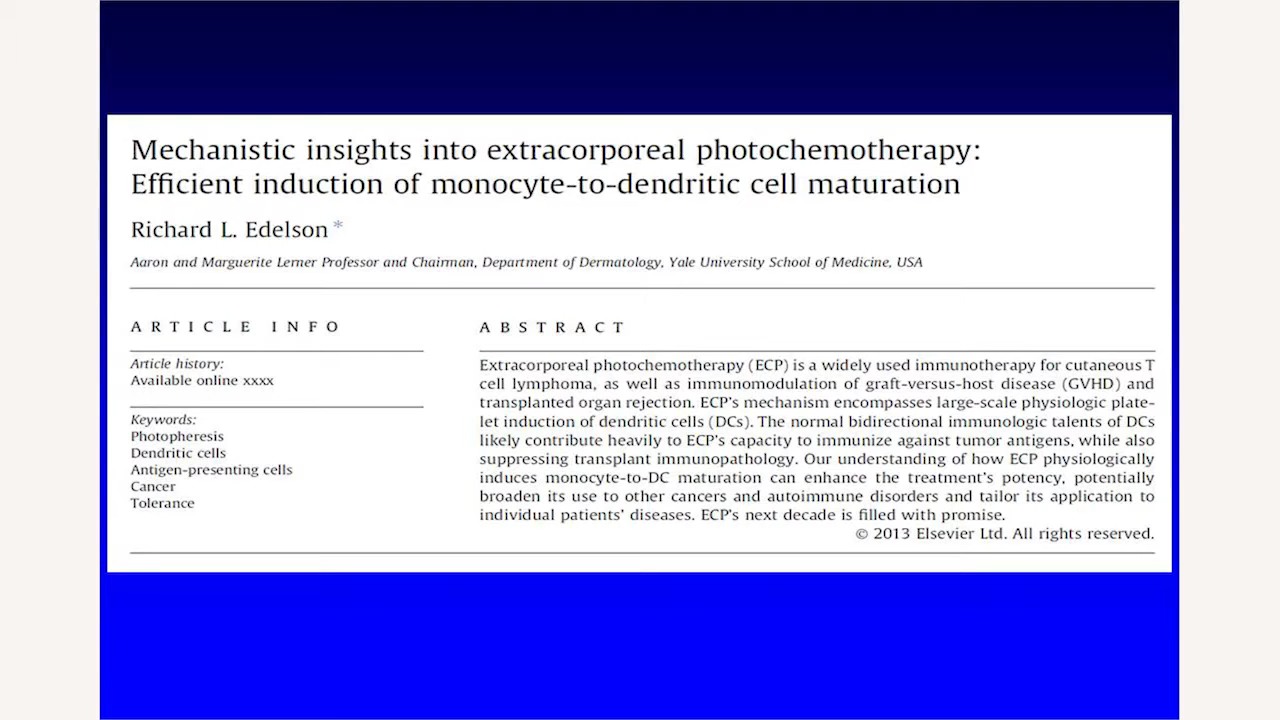 Mechanistic insights into extracorporeal photochemotherapy:
Efficient induction of monocyte-to-dendritic cell maturation
Richard L. Edelson *
Aaron and Marguerite Lerner Professor and Chairman, Department of Dermatology, Yale University School of Medicine, USA
ARTICLE INFO
Article history:
Available online xxxx
Keywords:
Photopheresis
Dendritic cells
Antigen-presenting cells
Cancer
Tolerance
ABSTRACT
Extracorporeal photochemotherapy (ECP) is a widely used immunotherapy for cutaneous T
cell lymphoma, as well as immunomodulation of graft-versus-host disease (GVHD) and
transplanted organ rejection. ECP's mechanism encompasses large-scale physiologic plate-
let induction of dendritic cells (DCs). The normal bidirectional immunologic talents of DCs
likely contribute heavily to ECP's capacity to immunize against tumor antigens, while also
suppressing transplant immunopathology. Our understanding of how ECP physiologically
induces monocyte-to-DC maturation can enhance the treatment's potency, potentially
broaden its use to other cancers and autoimmune disorders and tailor its application to
individual patients' diseases. ECP's next decade is filled with promise.
© 2013 Elsevier Ltd. All rights reserved.